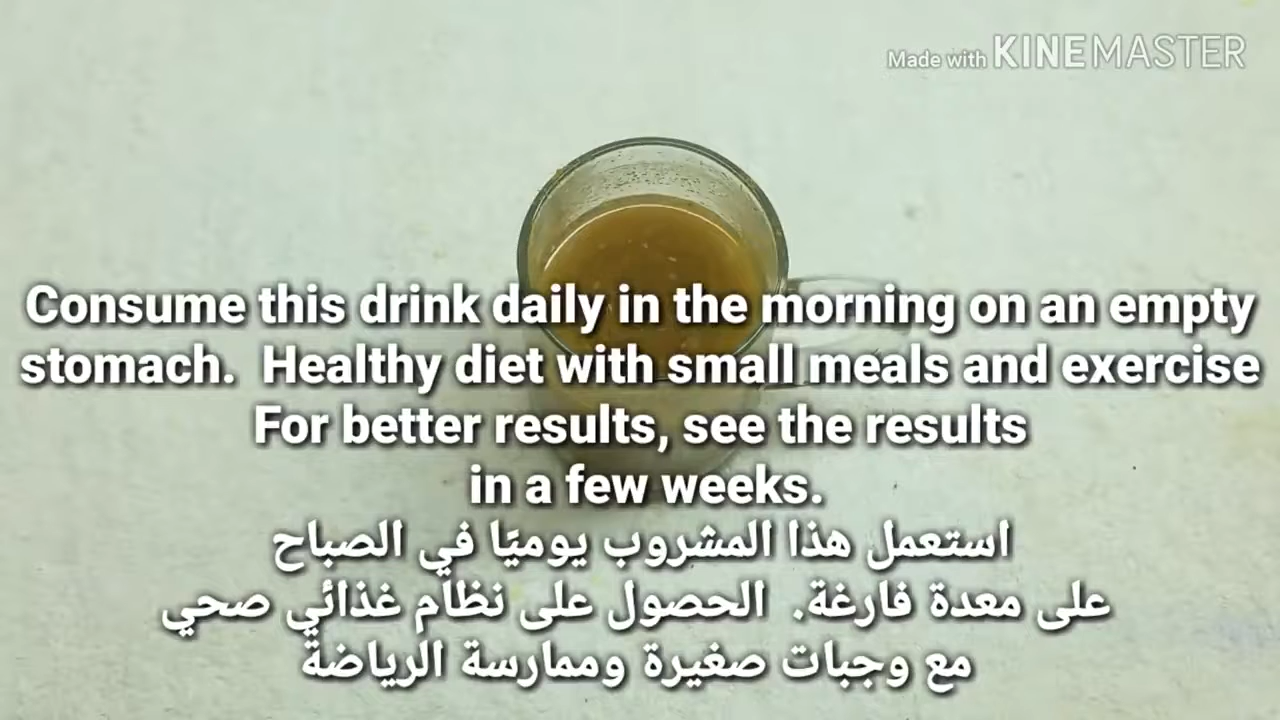 Made with KINEMASTER
Consume this drink daily in the morning on an empty
stomach.  Healthy diet with small meals and exercise
For better results, see the results
in a few weeks.
استعمل هذا المشروب يوميًا في الصباح
على معدة فارغة.  الحصول على نظام غذائي صحي
مع وجبات صغيرة وممارسة الرياضة